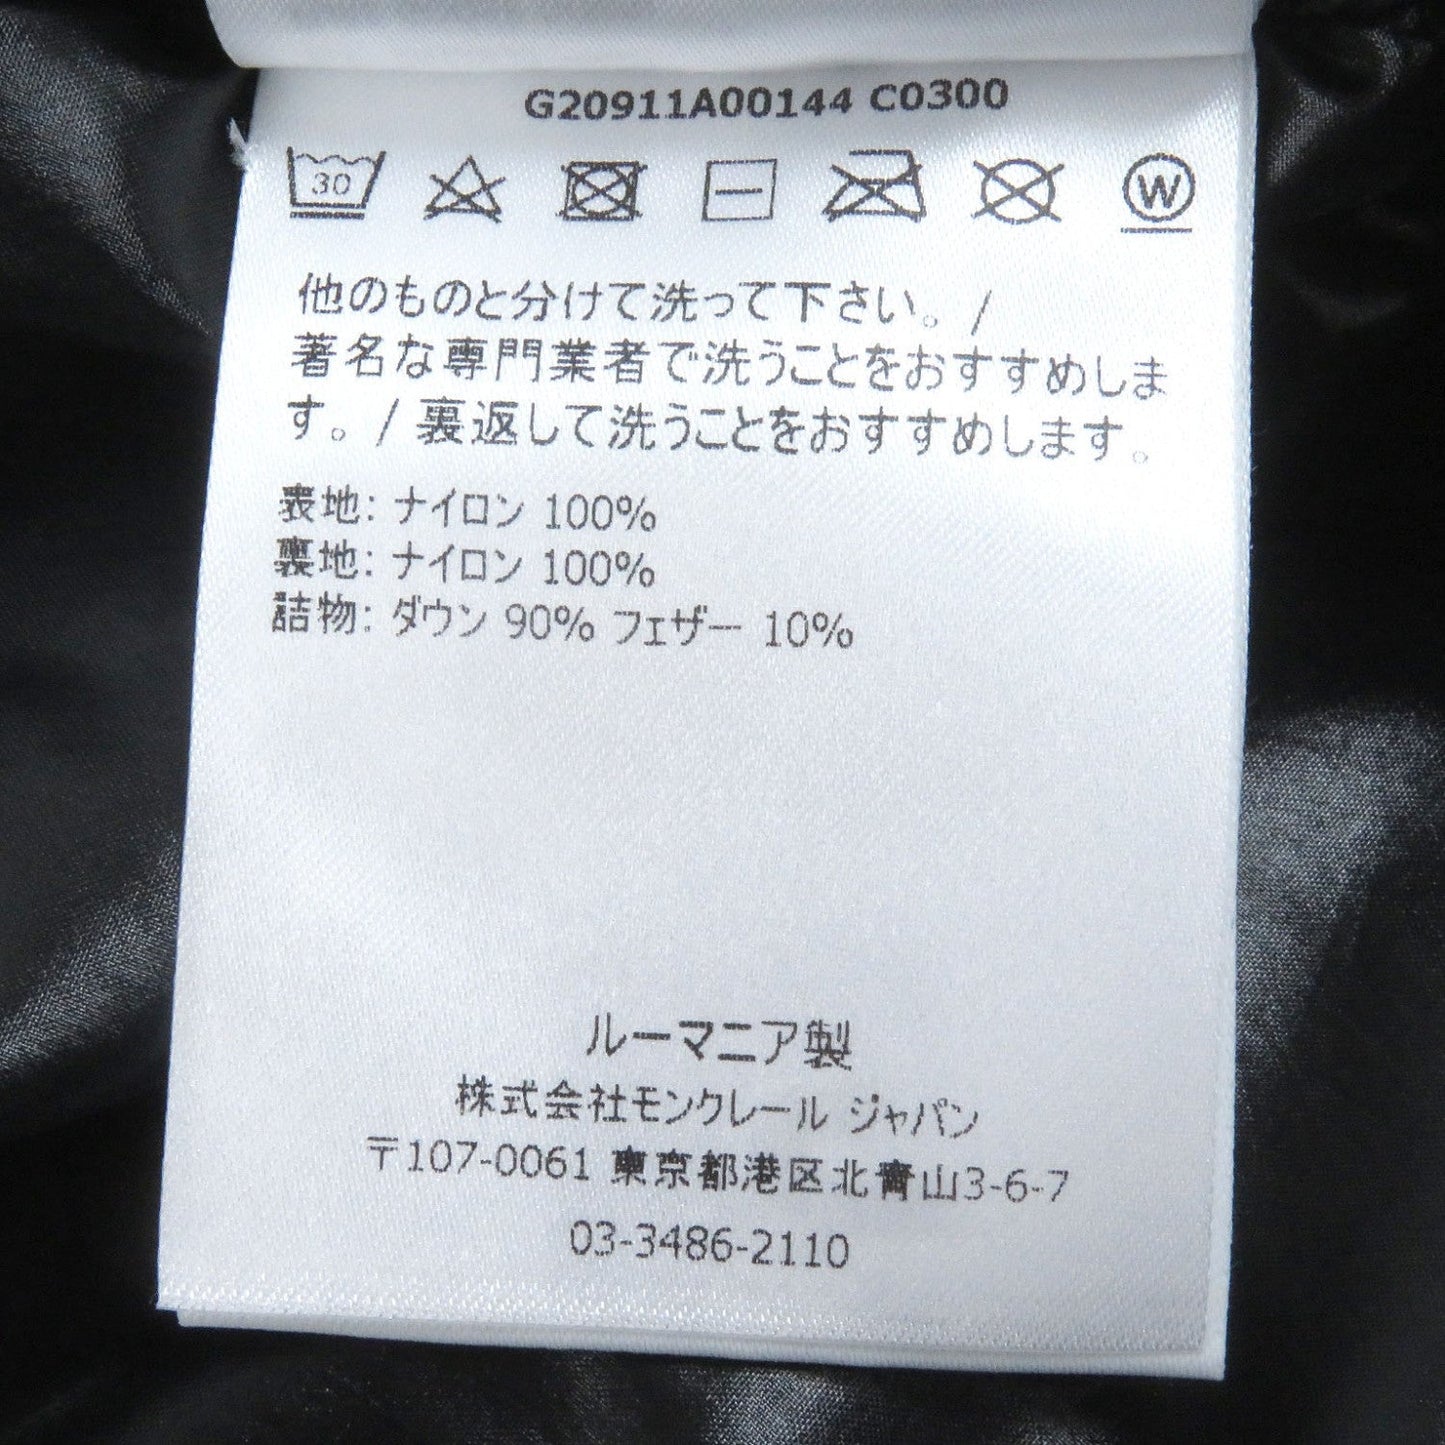 G20911A00144 C0300
30
W
他のものと分けて洗って下さい。/
著名な専門業者で洗うことをおすすめしま
す。/ 裏返して洗うことをおすすめします。
表地: ナイロン 100%
裏地: ナイロン 100%
詰物: ダウン 90% フェザー 10%
ルーマニア製
株式会社モンクレール ジャパン
〒107-0061 東京都港区北青山3-6-7
03-3486-2110